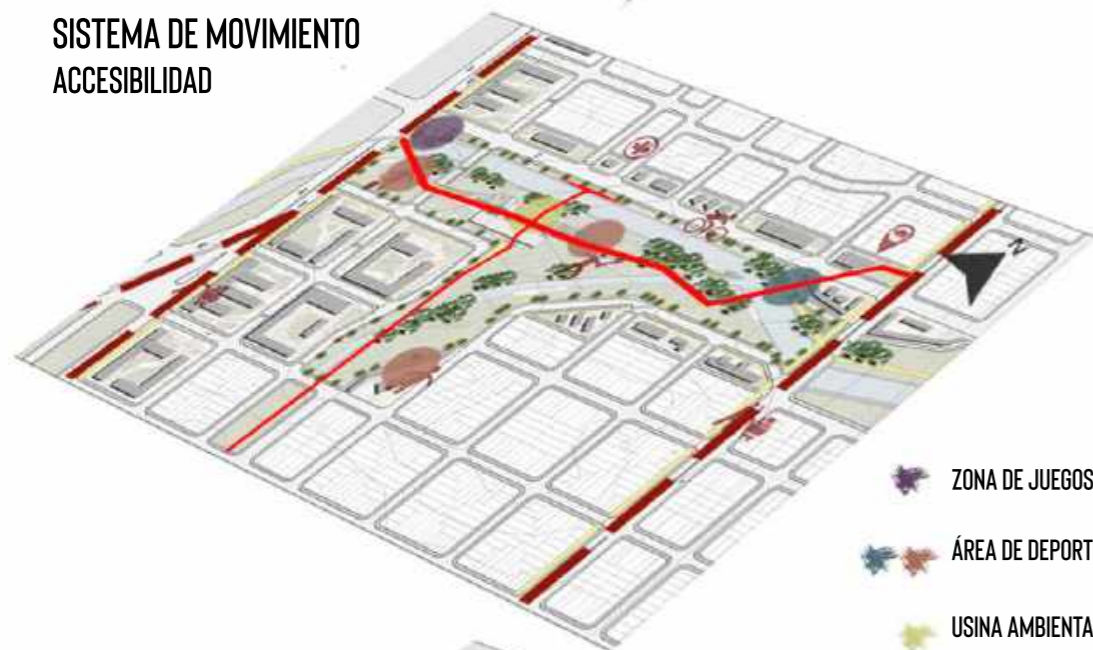 SISTEMA DE MOVIMIENTO
ACCESIBILIDAD
N
ZONA DE JUEGOS
ÁREA DE DEPORT
USINA AMBIENTA